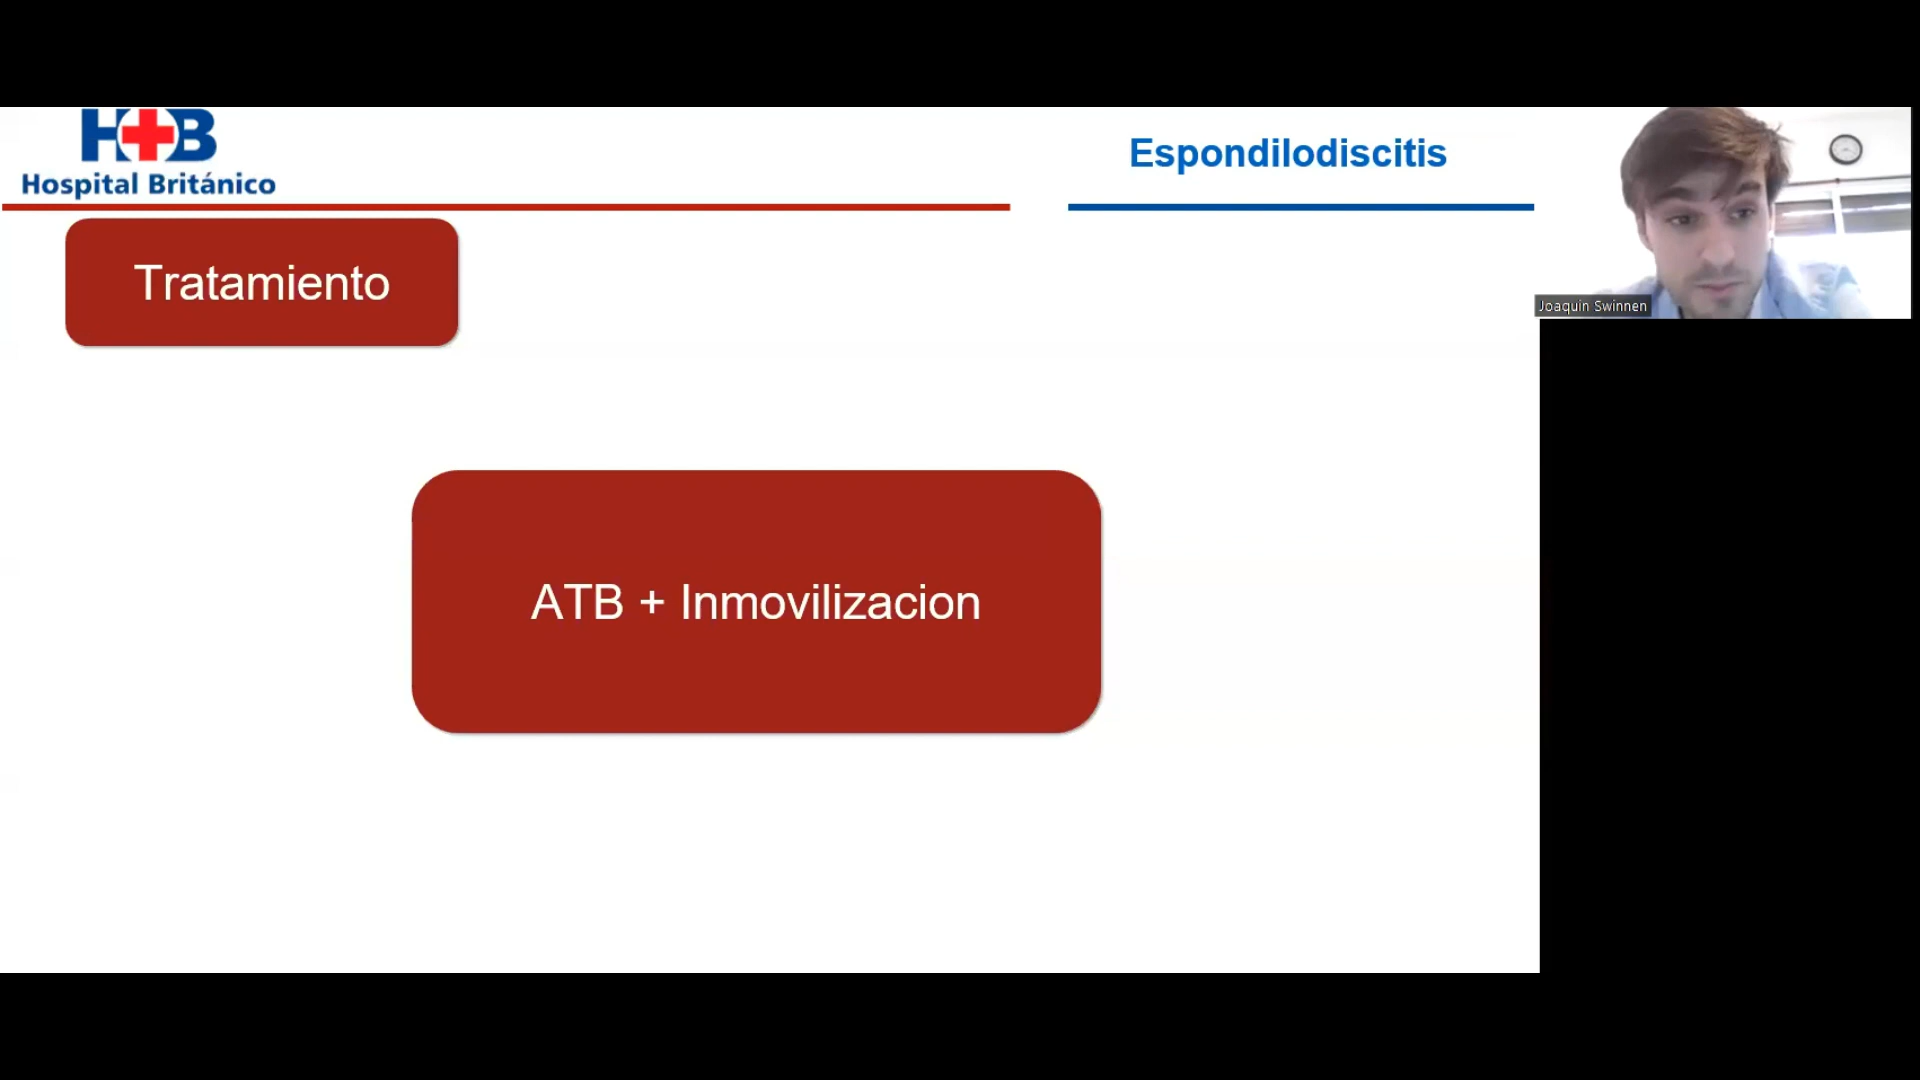 H+B
Hospital Británico
Espondilodiscitis
Joaquin Swinnen
Tratamiento
ATB + Inmovilizacion